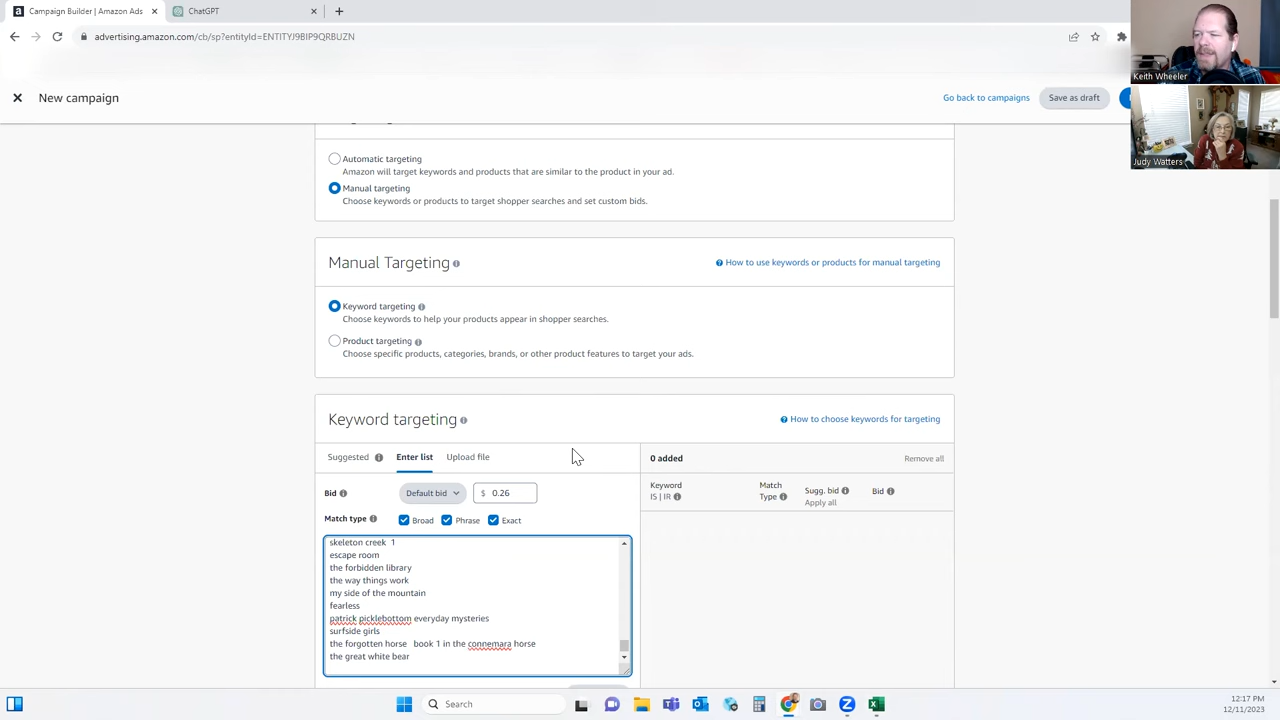 Campaign Builder | Amazon Ads
ChatGPT
advertising.amazon.com/cb/sp?entityId=ENTITYJ9BIP9QRBUZN
Keith Wheeler
Judy Watters
New campaign
Go back to campaigns
Save as draft
Automatic targeting
Amazon will target keywords and products that are similar to the product in your ad.
Manual targeting
Choose keywords or products to target shopper searches and set custom bids.
Manual Targeting
How to use keywords or products for manual targeting
Keyword targeting
Choose keywords to help your products appear in shopper searches.
Product targeting
Choose specific products, categories, brands, or other product features to target your ads.
Keyword targeting
How to choose keywords for targeting
Suggested Enter list Upload file
0 added
Remove all
Bid
Default bid
$ 0.26
Keyword
IS | IR
Match
Type
Sugg. bid
Apply all
Bid
Match type
Broad Phrase Exact
skeleton creek 1
escape room
the forbidden library
the way things work
my side of the mountain
fearless
patrick picklebottom everyday mysteries
surfside girls
the forgotten horse book 1 in the connemara horse
the great white bear
Search
12:17 PM
12/11/2023